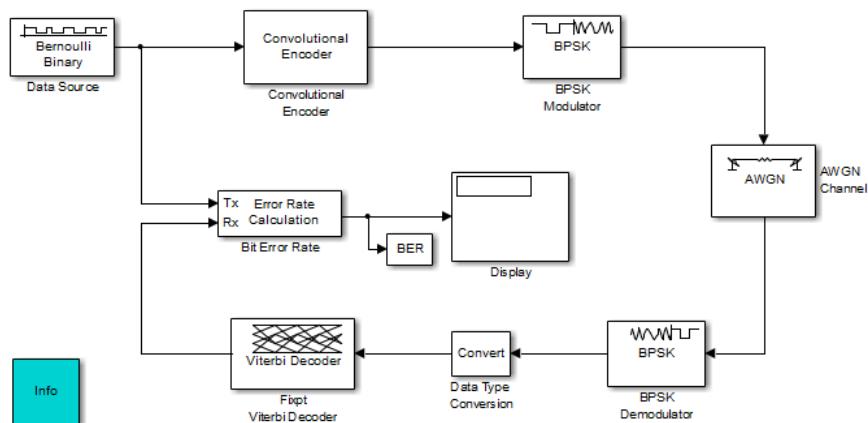 Bernoulli
Binary
Data Source
Convolutional
Encoder
Convolutional
Encoder
BPSK
BPSK
Modulator
AWGN
AWGN
Channel
Tx
Rx
Error Rate
Calculation
Bit Error Rate
BER
Display
Viterbi Decoder
Fixpt
Viterbi Decoder
Convert
Data Type
Conversion
BPSK
BPSK
Demodulator
Info